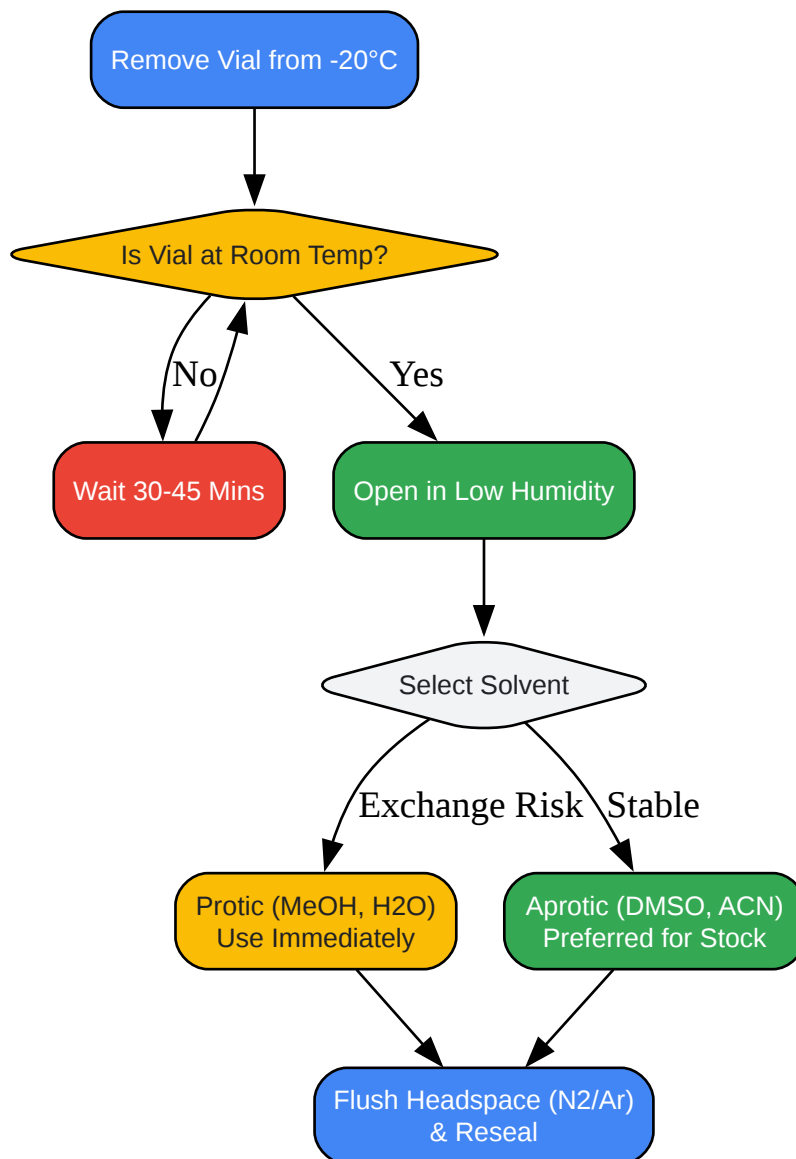 Remove Vial from -20°C
Is Vial at Room Temp?
No
Yes
Wait 30-45 Mins
Open in Low Humidity
Select Solvent
Exchange Risk
Stable
Protic (MeOH, H2O)
Use Immediately
Aprotic (DMSO, ACN)
Preferred for Stock
Flush Headspace (N2/Ar)
& Reseal